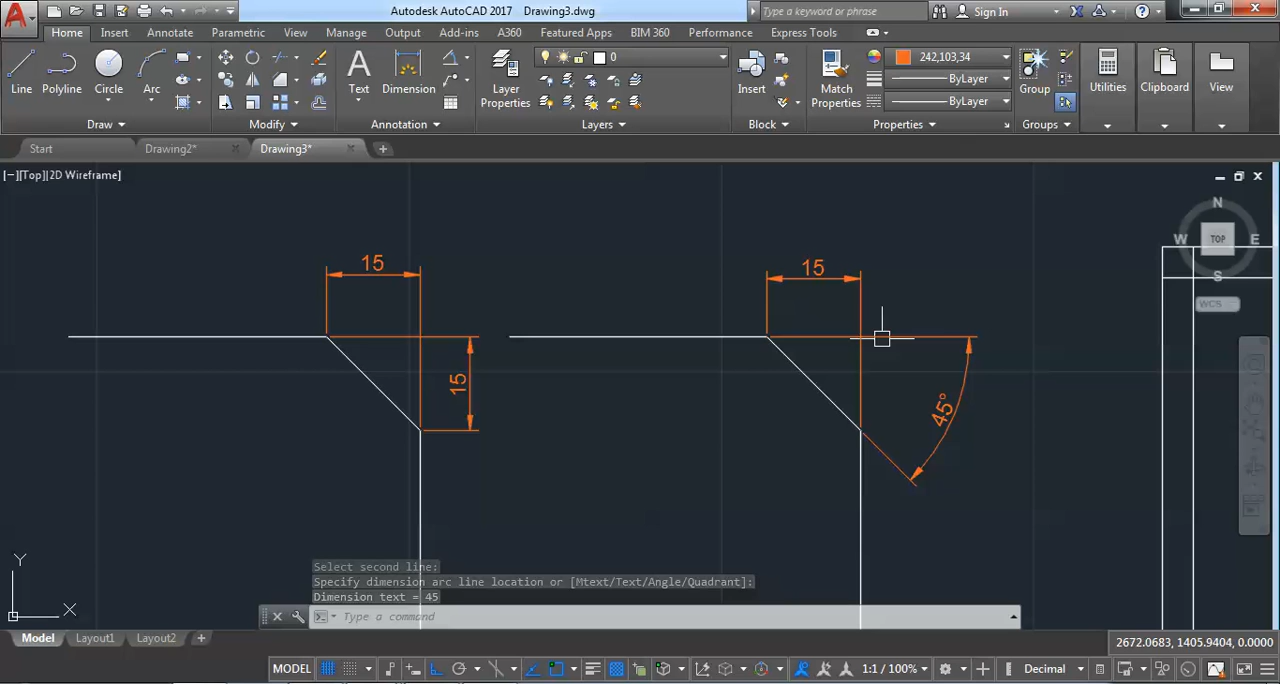 Autodesk AutoCAD 2017 Drawing3.dwg
Type a keyword or phrase
Sign In
Home Insert Annotate Parametric View Manage Output Add-ins A360 Featured Apps BIM 360 Performance Express Tools
Line Polyline Circle Arc
Text Dimension
Layer
Properties
0
Insert
Match
Properties
242,103,34
ByLayer
ByLayer
Group
Utilities
Clipboard
View
Draw Modify Annotation Layers Block Properties Groups
Start Drawing2* Drawing3*
[−][Top][2D Wireframe]
N
W TOP E
S
WCS
15
15
15
45°
Y
X
Select second line:
Specify dimension arc line location or [Mtext/Text/Angle/Quadrant]:
Dimension text = 45
Type a command
Model Layout1 Layout2
2672.0683, 1405.9404, 0.0000
MODEL 1:1 / 100% Decimal